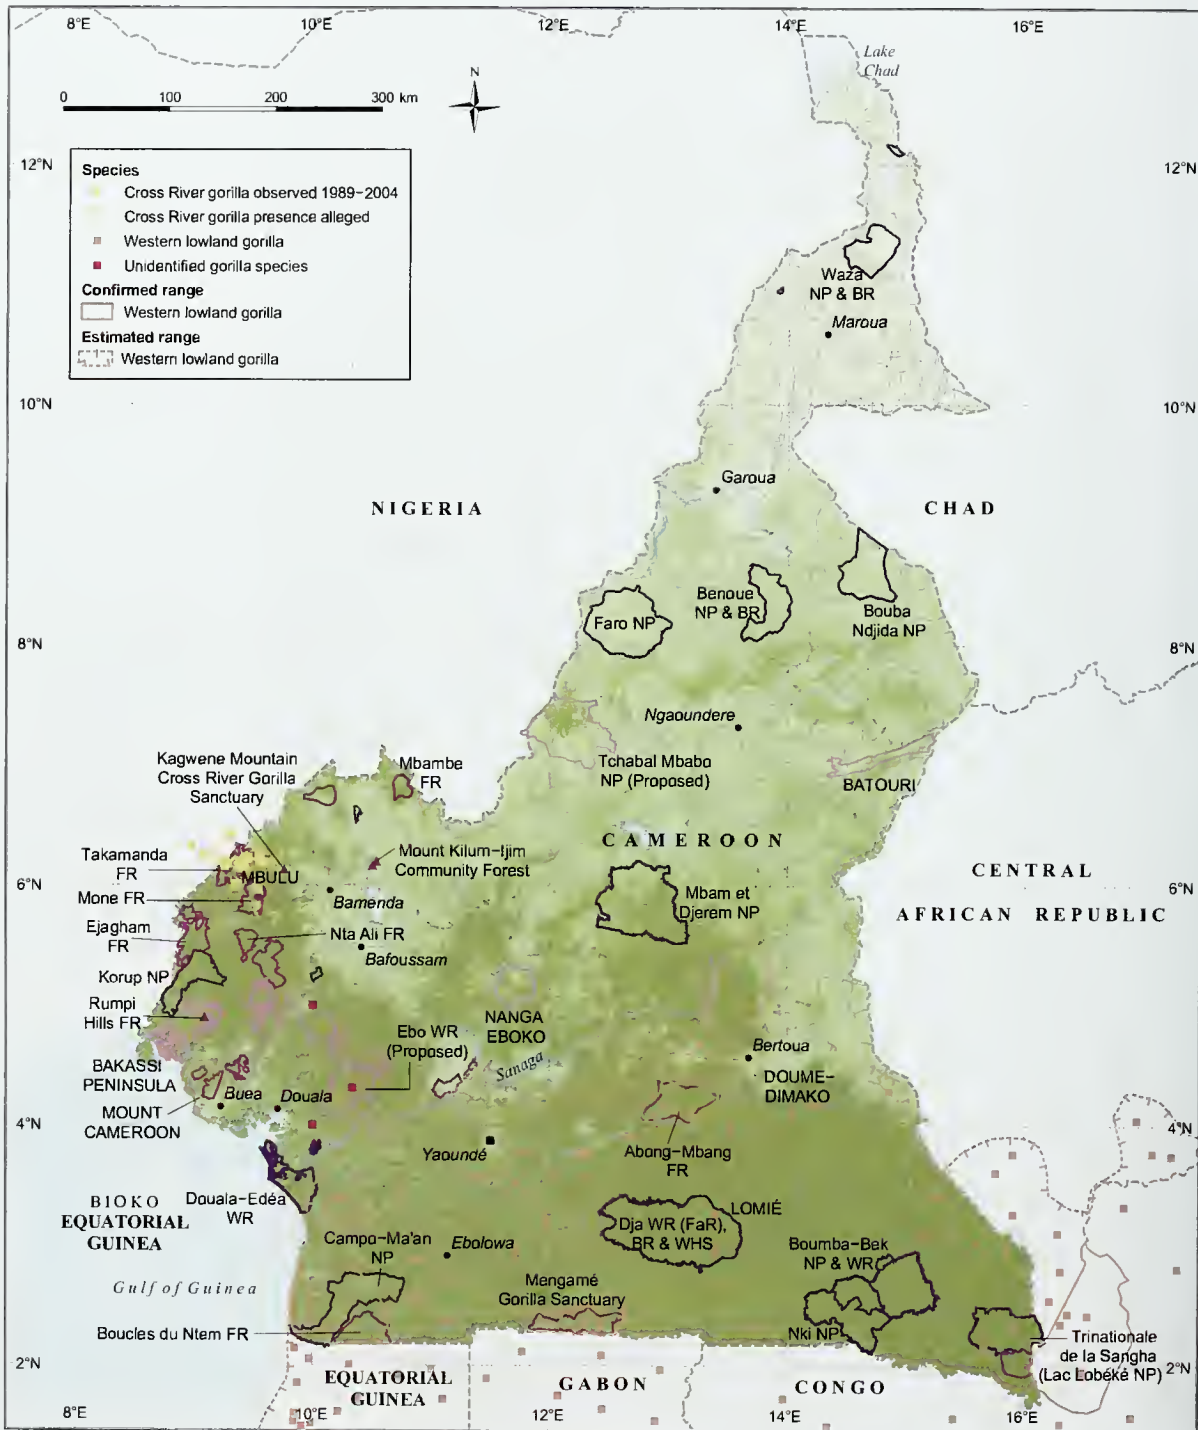 8°E
10°E
12°E
14°E
16°E
Lake
Chad
N
0 100 200 300 km
12°N
12°N
Species
Cross River gorilla observed 1989–2004
Cross River gorilla presence alleged
Western lowland gorilla
Unidentified gorilla species
Confirmed range
Western lowland gorilla
Estimated range
Western lowland gorilla
Waza
NP & BR
Maroua
10°N
10°N
Garoua
NIGERIA
CHAD
Benoue
NP & BR
Faro NP
Bouba
Ndjida NP
8°N
8°N
Ngaoundere
Tchabal Mbabo
NP (Proposed)
BATOURI
Kagwene Mountain
Cross River Gorilla
Sanctuary
Mbambe
FR
CAMEROON
Takamanda
FR
MBULU
Mount Kilum–Ijim
Community Forest
CENTRAL
AFRICAN REPUBLIC
6°N
6°N
Mone FR
Bamenda
Mbam et
Djerem NP
Ejagham
FR
Nta Ali FR
Bafoussam
Korup NP
Rumpi
Hills FR
NANGA
EBOKO
Ebo WR
(Proposed)
Sanaga
Bertoua
BAKASSI
PENINSULA
DOUME–
DIMAKO
Buea
Douala
MOUNT
CAMEROON
4°N
4°N
Yaoundé
Abong–Mbang
FR
Douala–Edéa
WR
BIOKO
EQUATORIAL
GUINEA
LOMIÉ
Dja WR (FaR),
BR & WHS
Campo–Ma'an
NP
Ebolowa
Boumba–Bek
NP & WR
Gulf of Guinea
Mengamé
Gorilla Sanctuary
Boucles du Ntem FR
Nki NP
Trinationale
de la Sangha
(Lac Lobéké NP)
2°N
2°N
EQUATORIAL
GUINEA
GABON
CONGO
8°E
10°E
12°E
14°E
16°E